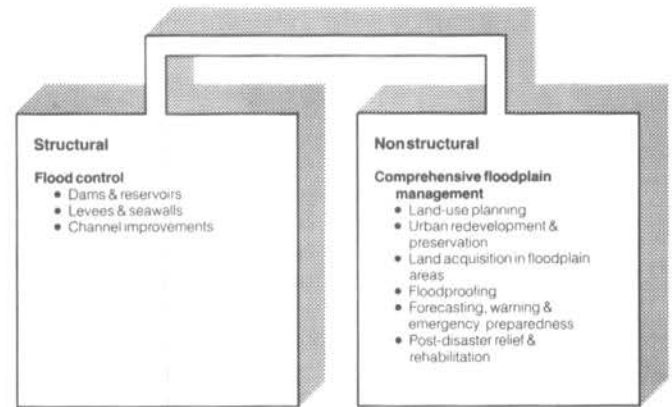 Structural
Flood control
• Dams & reservoirs
• Levees & seawalls
• Channel improvements
Nonstructural
Comprehensive floodplain
management
• Land-use planning
• Urban redevelopment &
preservation
• Land acquisition in floodplain
areas
• Floodproofing
• Forecasting, warning &
emergency preparedness
• Post-disaster relief &
rehabilitation